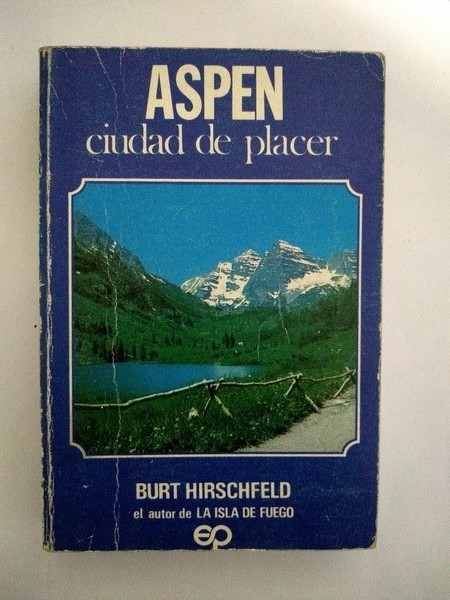 ASPEN
ciudad de placer
BURT HIRSCHFELD
el autor de LA ISLA DE FUEGO
ep